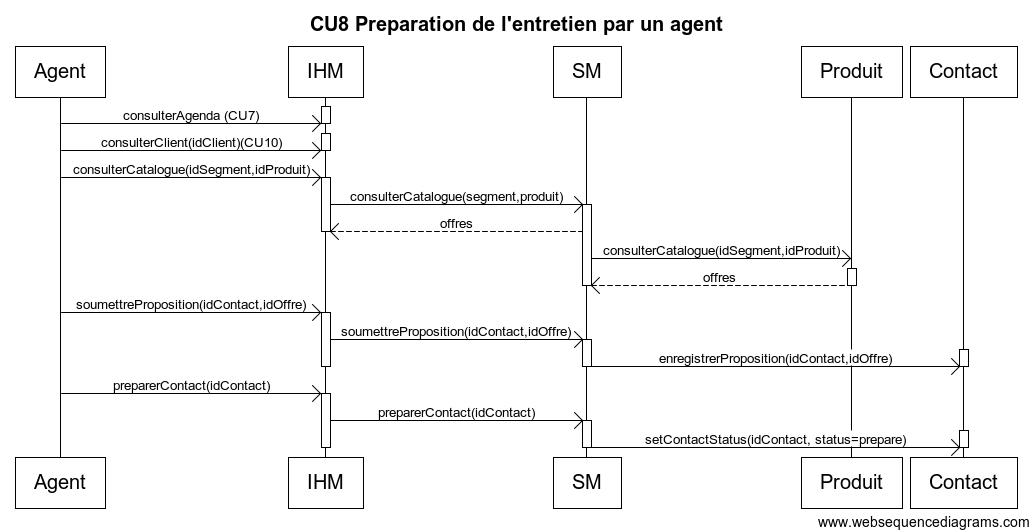 CU8 Preparation de l'entretien par un agent
Agent
IHM
SM
Produit
Contact
consulterAgenda (CU7)
consulterClient(idClient)(CU10)
consulterCatalogue(idSegment,idProduit)
consulterCatalogue(segment,produit)
offres
consulterCatalogue(idSegment,idProduit)
offres
soumettreProposition(idContact,idOffre)
soumettreProposition(idContact,idOffre)
enregistrerProposition(idContact,idOffre)
preparerContact(idContact)
preparerContact(idContact)
setContactStatus(idContact, status=prepare)
Agent
IHM
SM
Produit
Contact
www.websequencediagrams.com